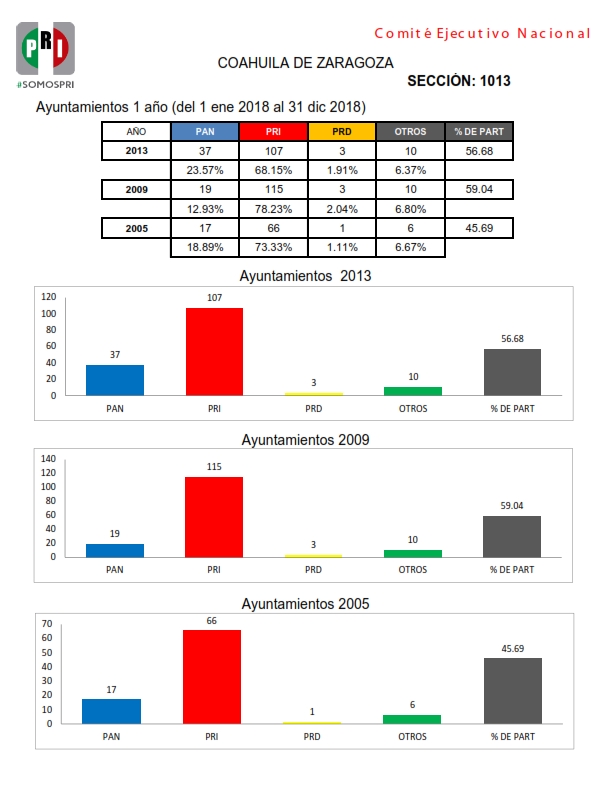 Comité Ejecutivo Nacional
PRI
#SOMOSPRI
COAHUILA DE ZARAGOZA
SECCIÓN: 1013
Ayuntamientos 1 año (del 1 ene 2018 al 31 dic 2018)
AÑO PAN PRI PRD OTROS % DE PART
2013 37 107 3 10 56.68
23.57% 68.15% 1.91% 6.37%
2009 19 115 3 10 59.04
12.93% 78.23% 2.04% 6.80%
2005 17 66 1 6 45.69
18.89% 73.33% 1.11% 6.67%
Ayuntamientos 2013
120
100
80
60
40
20
0
37 107 3 10 56.68
PAN PRI PRD OTROS % DE PART
Ayuntamientos 2009
140
120
100
80
60
40
20
0
19 115 3 10 59.04
PAN PRI PRD OTROS % DE PART
Ayuntamientos 2005
70
60
50
40
30
20
10
0
17 66 1 6 45.69
PAN PRI PRD OTROS % DE PART